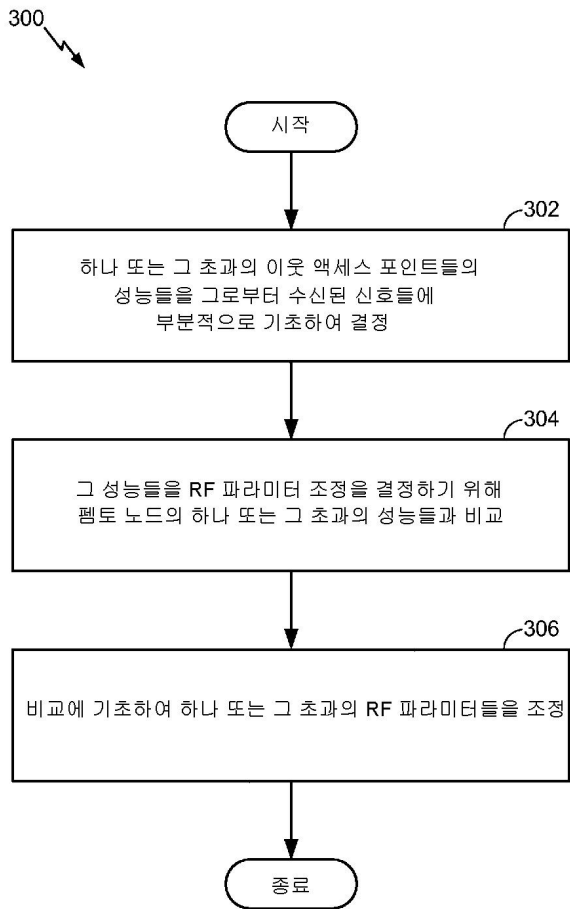 300
시작
302
하나 또는 그 초과의 이웃 액세스 포인트들의
성능들을 그로부터 수신된 신호들에
부분적으로 기초하여 결정
304
그 성능들을 RF 파라미터 조정을 결정하기 위해
펨토 노드의 하나 또는 그 초과의 성능들과 비교
306
비교에 기초하여 하나 또는 그 초과의 RF 파라미터들을 조정
종료